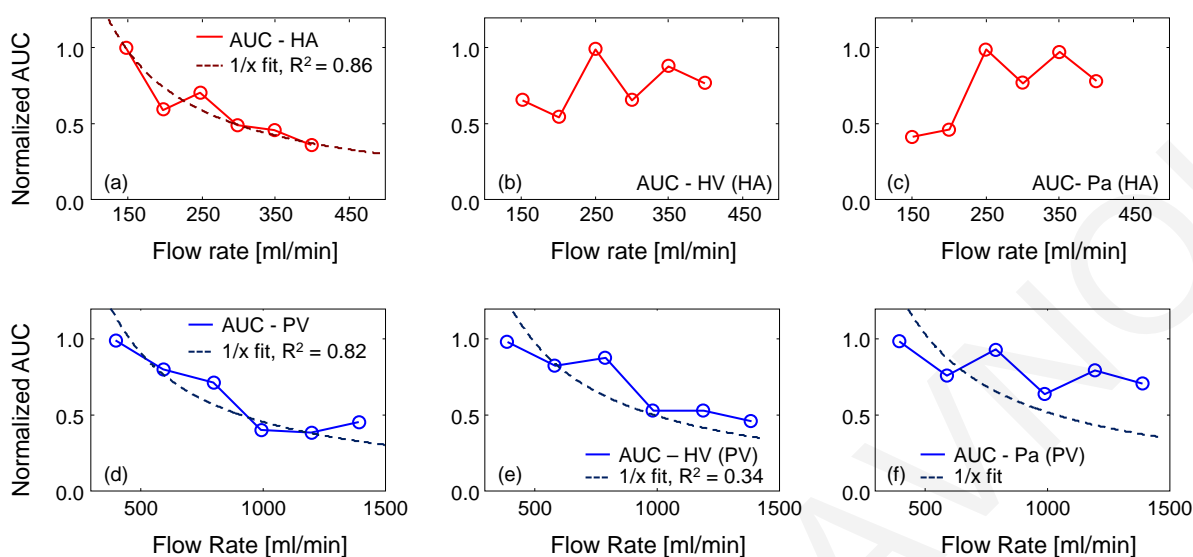 Normalized AUC
1.0
0.5
0.0
AUC - HA
1/x fit, R² = 0.86
(a)
150 250 350 450
Flow rate [ml/min]
1.0
0.5
0.0
(b)
AUC - HV (HA)
150 250 350 450
Flow rate [ml/min]
1.0
0.5
0.0
(c)
AUC- Pa (HA)
150 250 350 450
Flow rate [ml/min]
Normalized AUC
1.0
0.5
0.0
AUC - PV
1/x fit, R² = 0.82
(d)
500 1000 1500
Flow Rate [ml/min]
1.0
0.5
0.0
AUC – HV (PV)
1/x fit, R² = 0.34
(e)
500 1000 1500
Flow Rate [ml/min]
1.0
0.5
0.0
AUC - Pa (PV)
1/x fit
(f)
500 1000 1500
Flow Rate [ml/min]